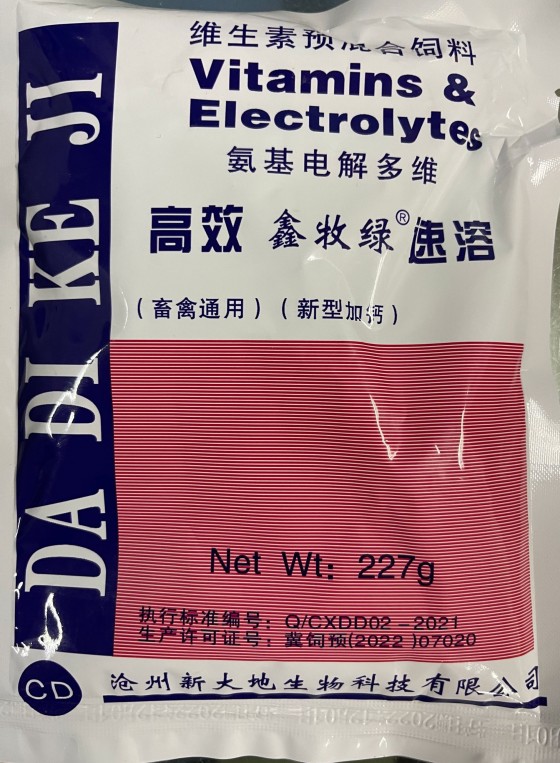 维生素预混合饲料
Vitamins &
Electrolytes
氨基电解多维
高效 鑫牧绿® 速溶
（畜禽通用）（新型加钙）
DA DI KE JI
Net Wt: 227g
执行标准编号：Q/CXDD02－2021
生产许可证号：冀饲预(2022 )07020
CD
沧州新大地生物科技有限公司